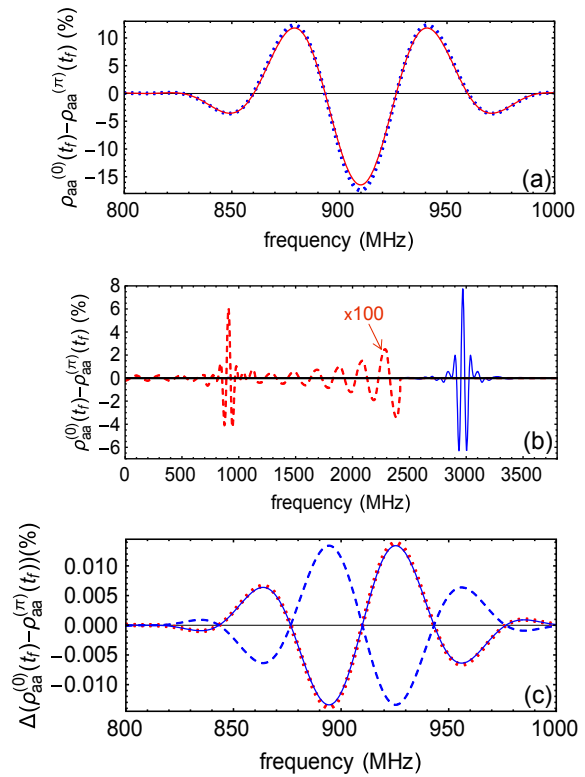 ρaa(0)(tf)−ρaa(π)(tf) (%)
10
5
0
−5
−10
−15
(a)
800 850 900 950 1000
frequency (MHz)
ρaa(0)(tf)−ρaa(π)(tf) (%)
8
6
4
2
0
−2
−4
−6
x100
(b)
0 500 1000 1500 2000 2500 3000 3500
frequency (MHz)
Δ(ρaa(0)(tf)−ρaa(π)(tf))(%)
0.010
0.005
0.000
0.005
0.010
(c)
800 850 900 950 1000
frequency (MHz)